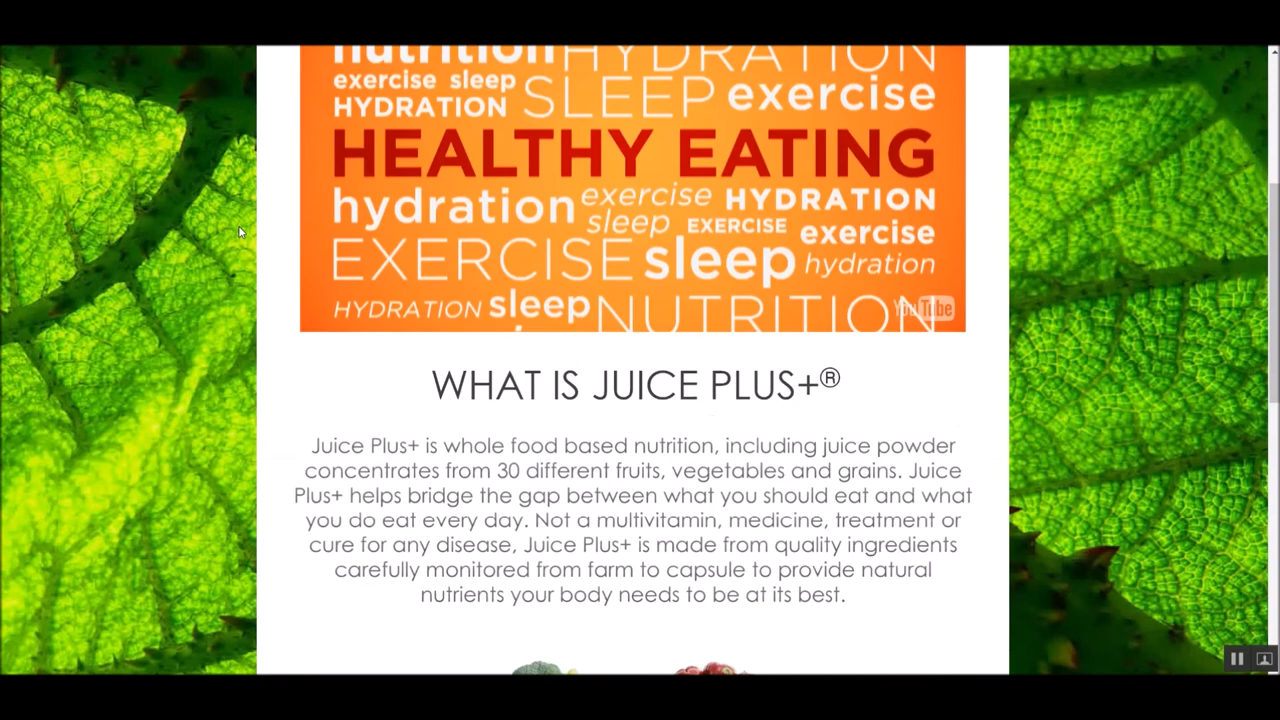 nutrition HYDRATION
exercise sleep SLEEP exercise
HYDRATION
HEALTHY EATING
hydration exercise HYDRATION
sleep EXERCISE exercise
EXERCISE sleep hydration
HYDRATION sleep NUTRITION
YouTube
WHAT IS JUICE PLUS+®
Juice Plus+ is whole food based nutrition, including juice powder
concentrates from 30 different fruits, vegetables and grains. Juice
Plus+ helps bridge the gap between what you should eat and what
you do eat every day. Not a multivitamin, medicine, treatment or
cure for any disease, Juice Plus+ is made from quality ingredients
carefully monitored from farm to capsule to provide natural
nutrients your body needs to be at its best.